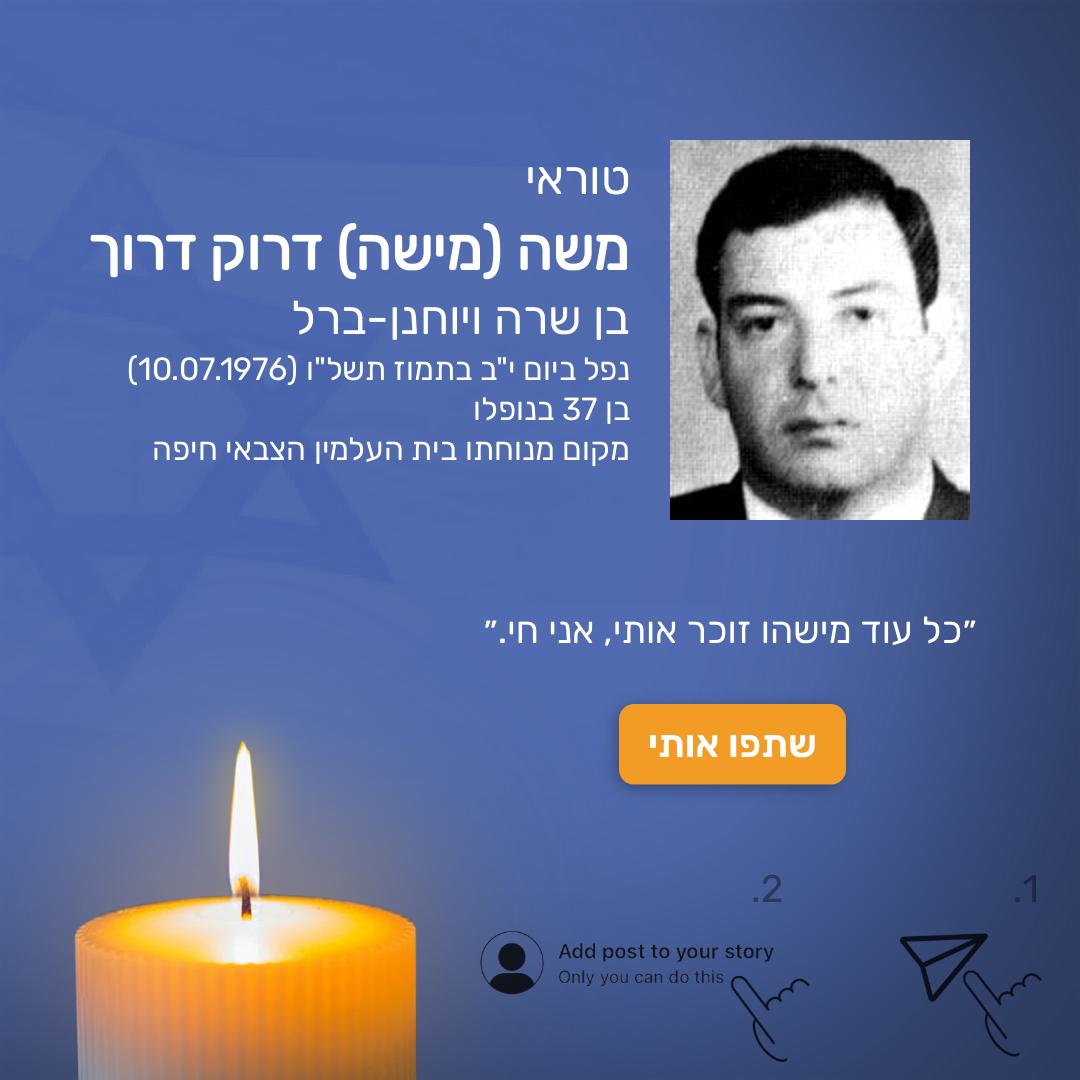 טוראי
משה (מישה) דרוק דרוך
בן שרה ויוחנן-ברל
נפל ביום י"ב בתמוז תשל"ו (10.07.1976)
בן 37 בנופלו
מקום מנוחתו בית העלמין הצבאי חיפה
״כל עוד מישהו זוכר אותי, אני חי.״
שתפו אותי
1.
2.
Add post to your story
Only you can do this